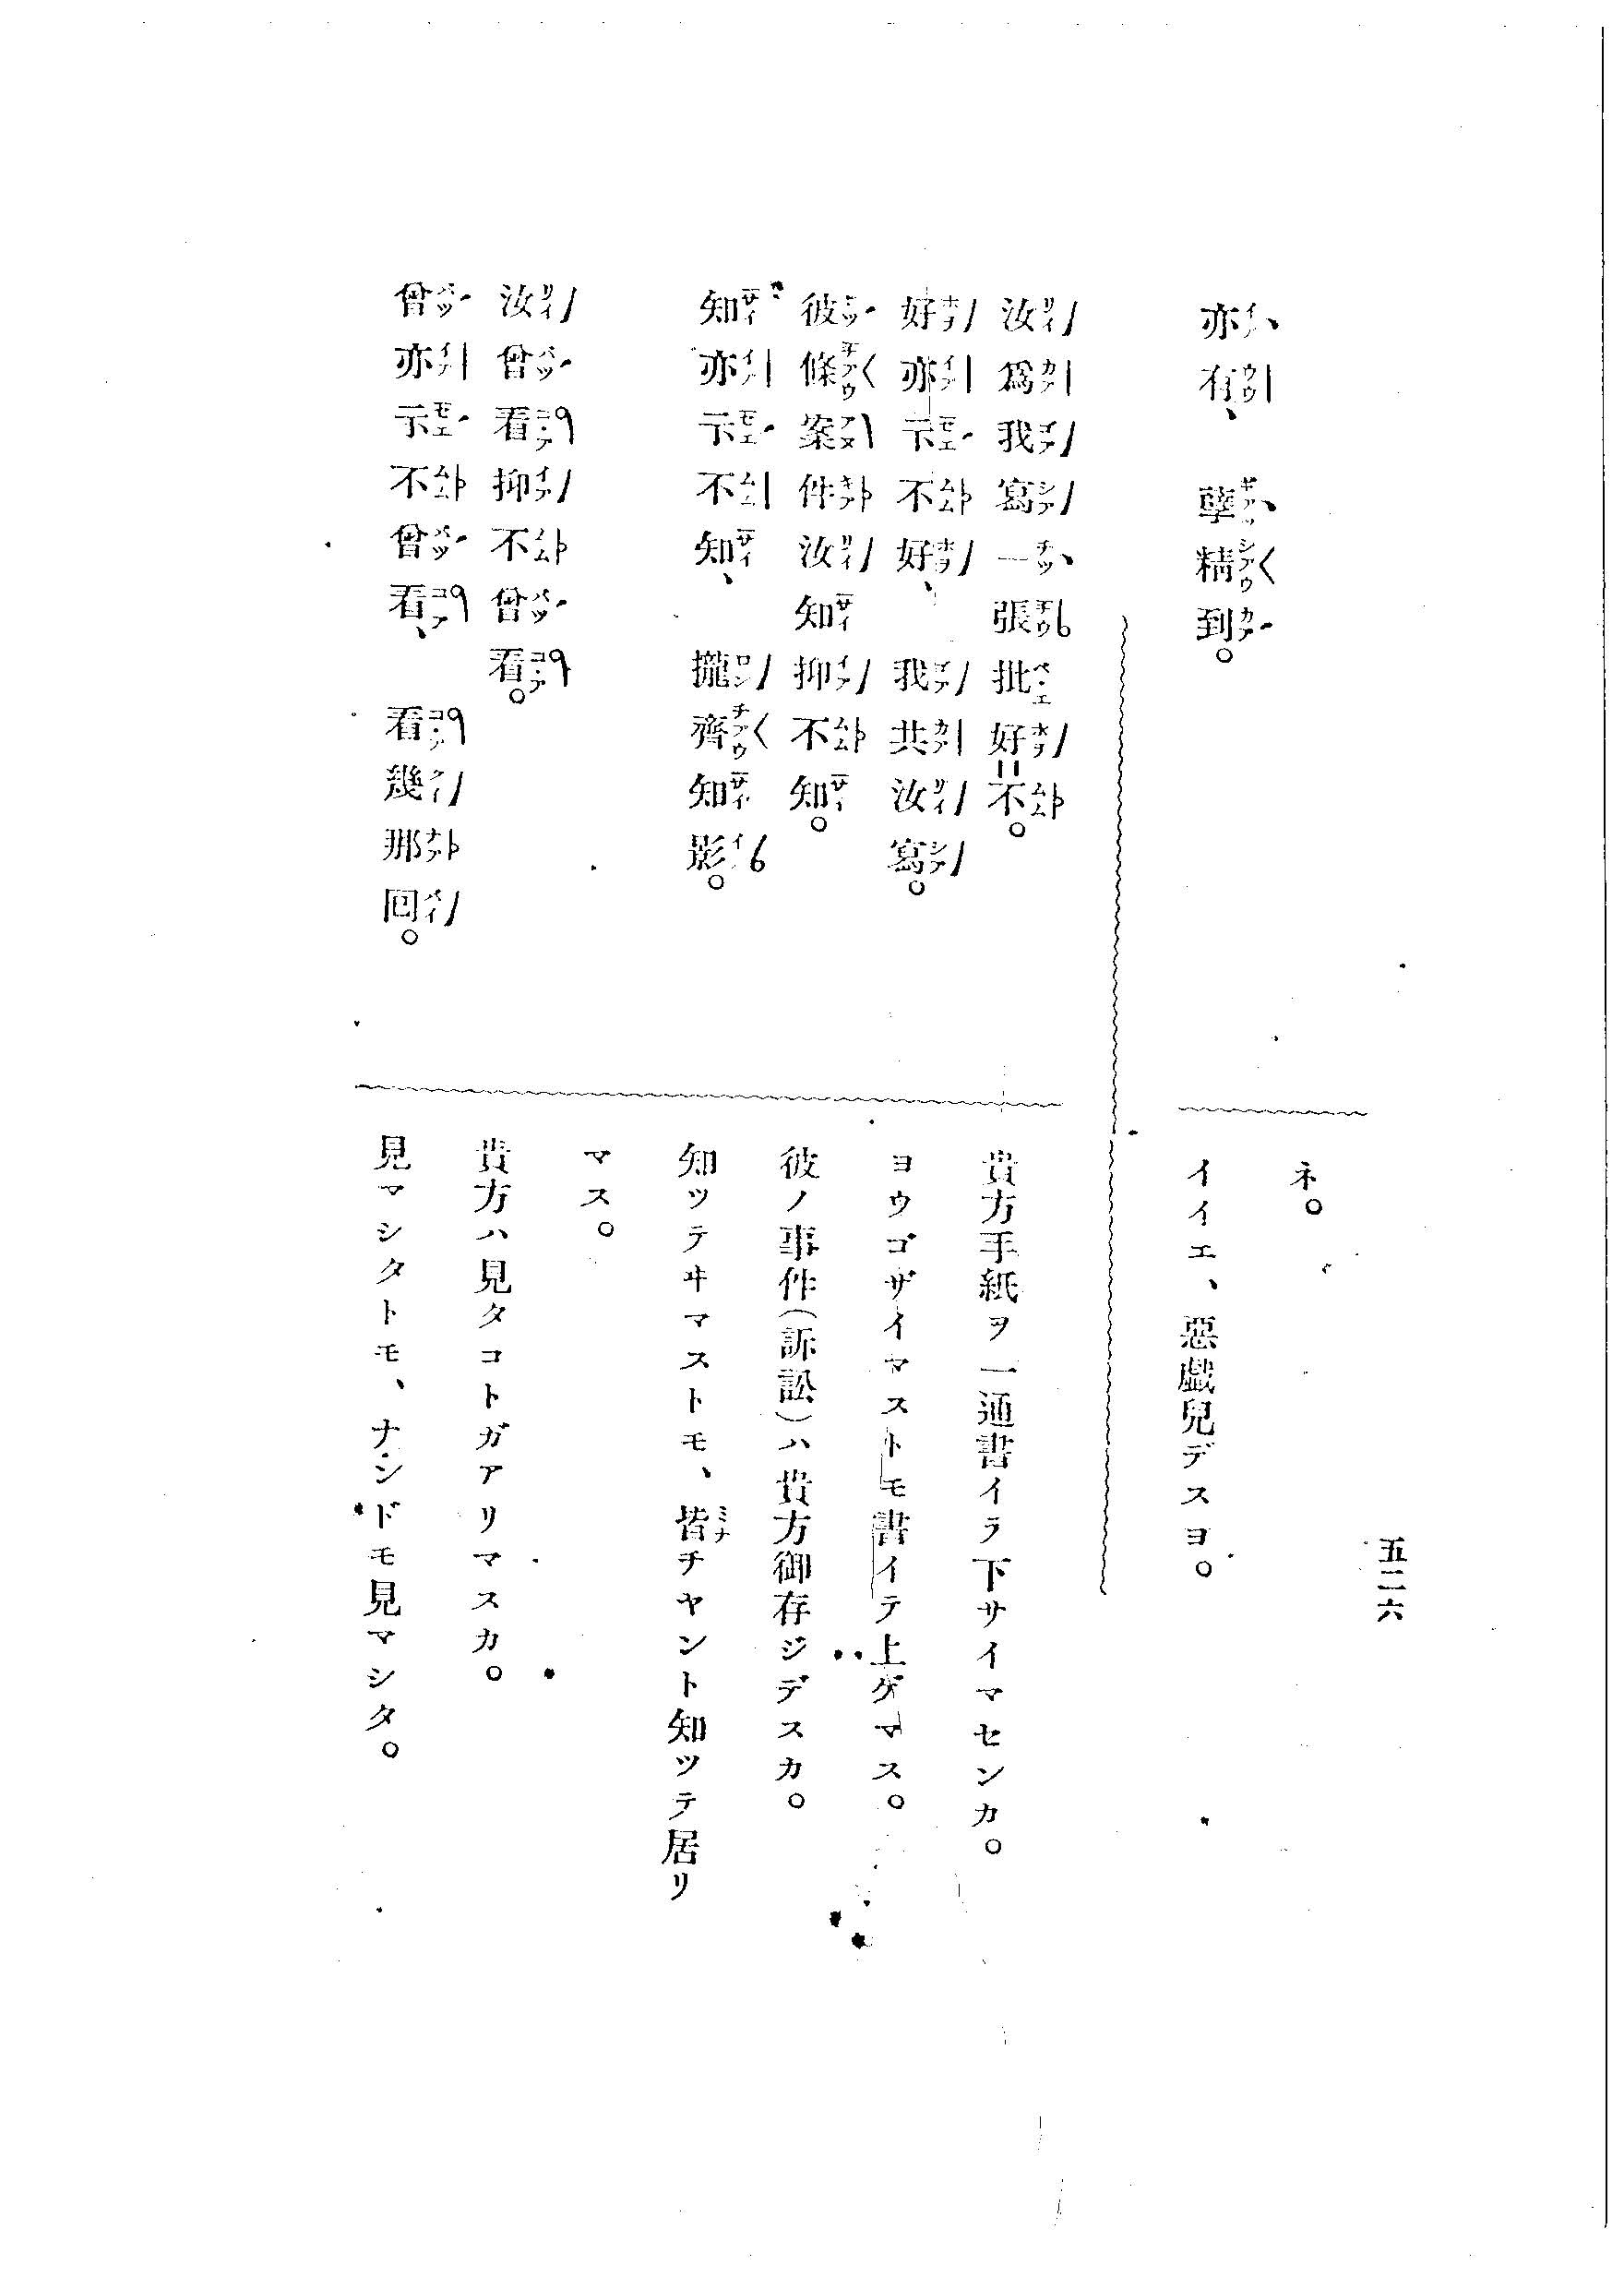 五二六
ネ。
亦有、孽精到。
イイエ、惡戲兒デスヨ。
汝爲我寫一張批好不。
貴方手紙ヲ一通書イラ下サイマセンカ。
好亦示不好、我共汝寫。
ヨウゴザイマストモ書イテ上ゲマス。
彼條案件汝知抑不知。
彼ノ事件(訴訟)ハ貴方御存ジデスカ。
知亦示不知、攏齊知影。
知ッテヰマストモ、皆チヤント知ッテ居リ
マス。
汝曾看抑不曾看。
貴方ハ見タコトガアリマスカ。
曾亦示不曾看、看幾那回。
見マシタトモ、ナンドモ見マシタ。